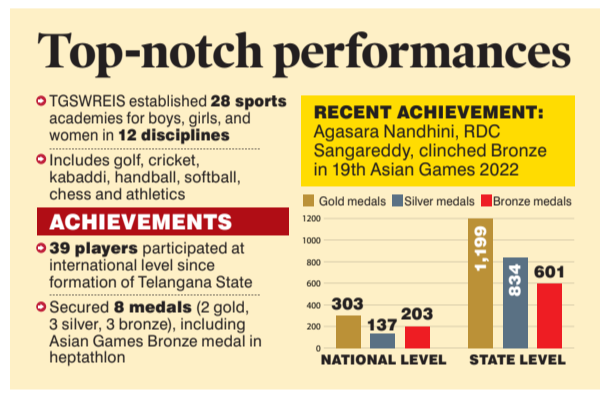 Top-notch performances
TGSWREIS established 28 sports
academies for boys, girls, and
women in 12 disciplines
Includes golf, cricket,
kabaddi, handball, softball,
chess and athletics
ACHIEVEMENTS
39 players participated at
international level since
formation of Telangana State
Secured 8 medals (2 gold,
3 silver, 3 bronze), including
Asian Games Bronze medal in
heptathlon
RECENT ACHIEVEMENT:
Agasara Nandhini, RDC
Sangareddy, clinched Bronze
in 19th Asian Games 2022
Gold medals Silver medals Bronze medals
1200
1000
800
600
400
200
0
303 137 203
1,199 834 601
NATIONAL LEVEL STATE LEVEL